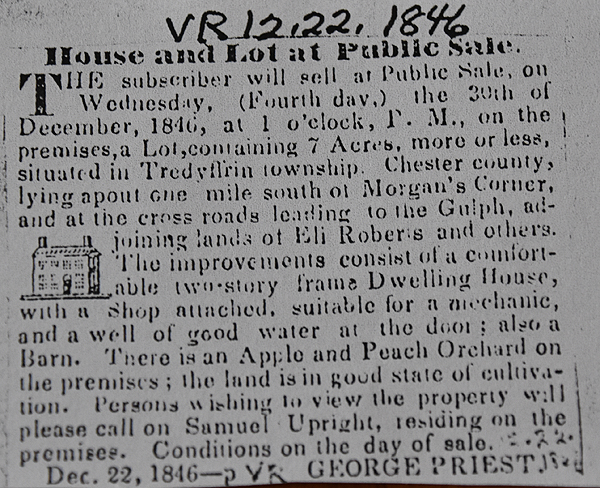 VR 12.22. 1846
House and Lot at Public Sale.
THE subscriber will sell at Public Sale, on
Wednesday, (Fourth day,) the 30th of
December, 1846, at 1 o'clock, P. M., on the
premises, a Lot, containing 7 Acres, more or less,
situated in Tredyffrin township. Chester county,
lying about one mile south of Morgan's Corner,
and at the cross roads leading to the Gulph, ad-
joining lands of Eli Roberts and others.
The improvements consist of a comfort-
able two-story frame Dwelling House,
with a Shop attached, suitable for a mechanic,
and a well of good water at the door; also a
Barn. There is an Apple and Peach Orchard on
the premises; the land is in good state of cultiva-
tion. Persons wishing to view the property will
please call on Samuel Upright, residing on the
premises. Conditions on the day of sale.
Dec. 22, 1846—p VR GEORGE PRIEST